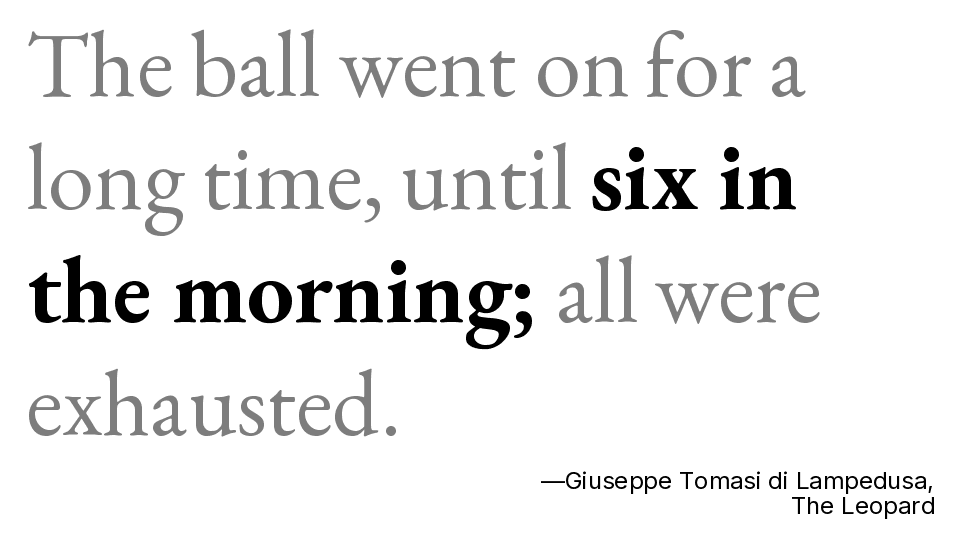 The ball went on for a
long time, until six in
the morning; all were
exhausted.
—Giuseppe Tomasi di Lampedusa,
The Leopard